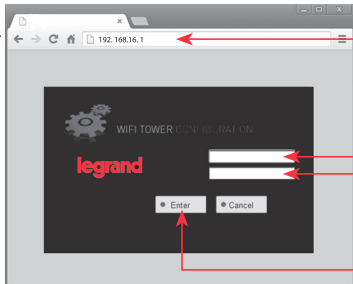 192.168.16.1
WIFI TOWER CONFIGURATION
legrand
Enter
Cancel